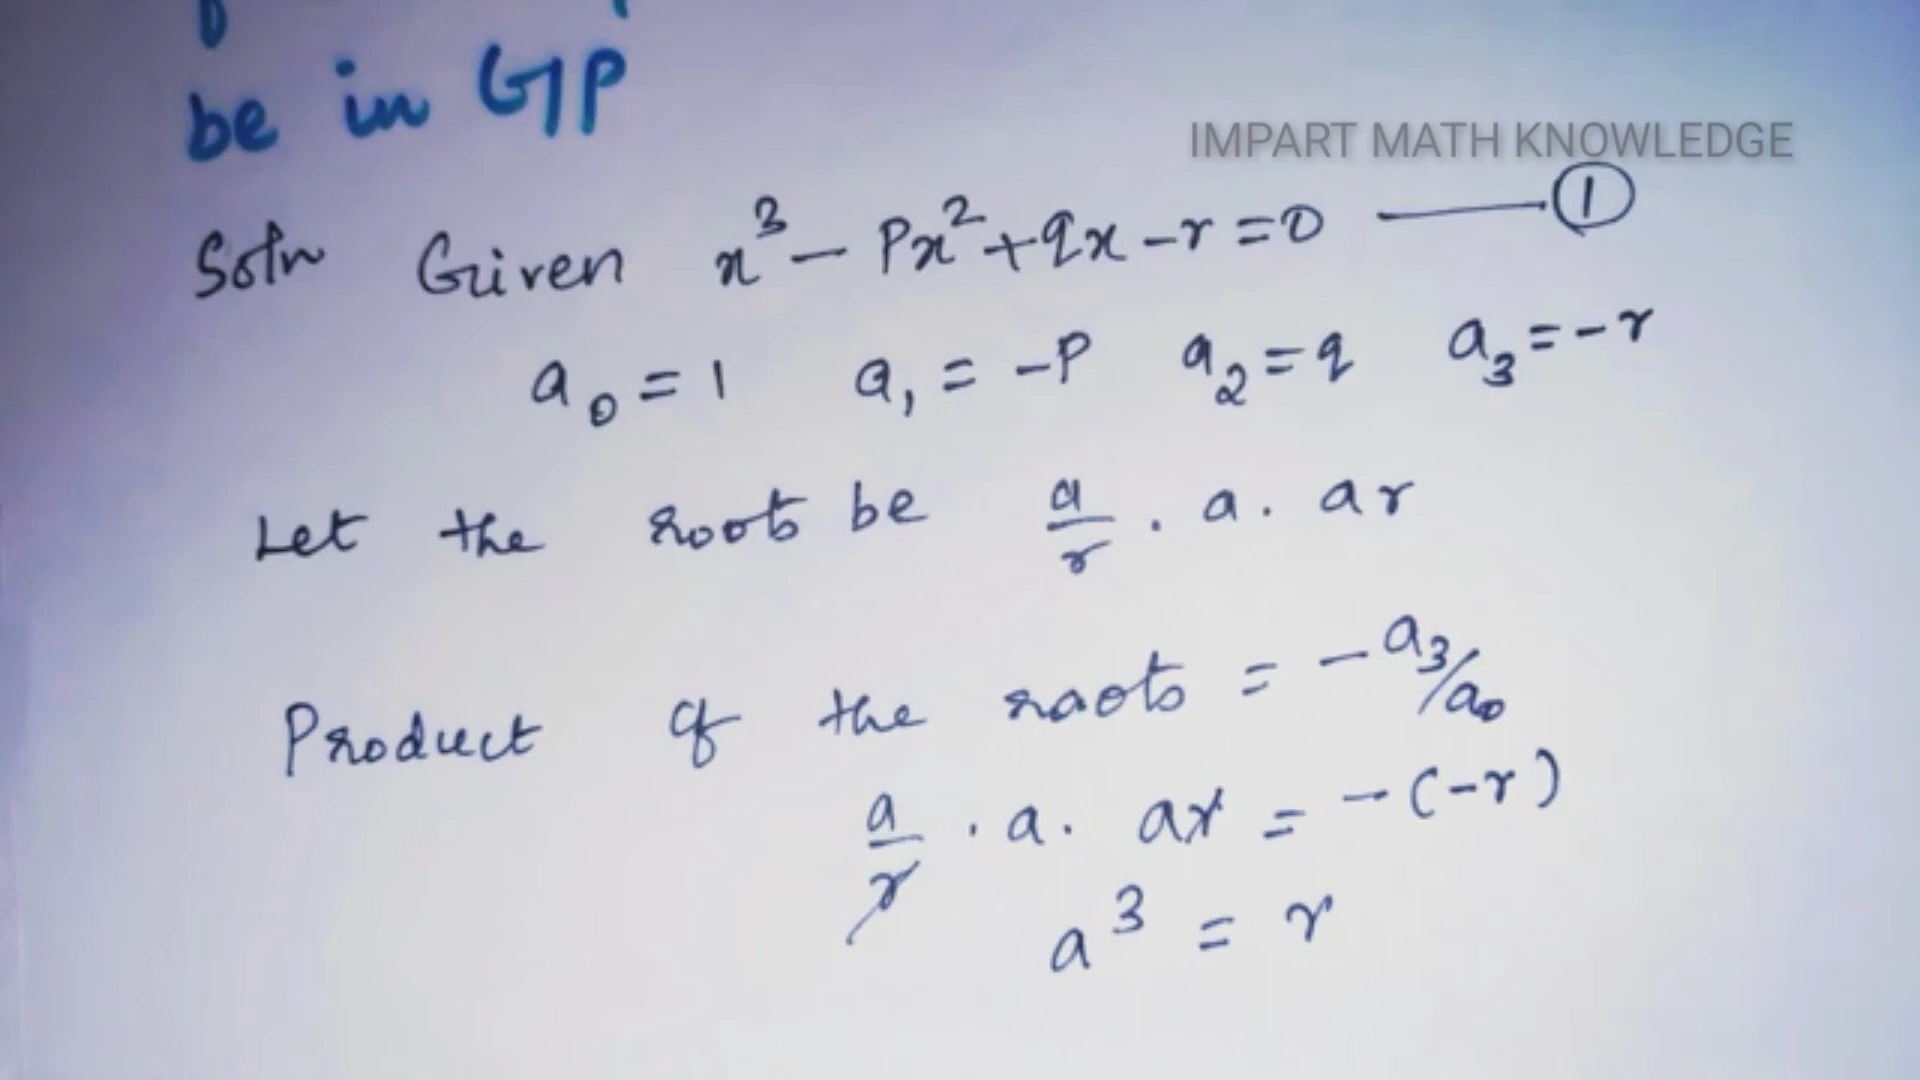 be in GP
IMPART MATH KNOWLEDGE
Soln Given x³ - Px² + qx - r = 0 —— ①
a₀ = 1 a₁ = -P a₂ = q a₃ = -r
Let the roots be a/r . a . ar
Product of the roots = -a₃/a₀
a/r . a . ar = -(-r)
a³ = r